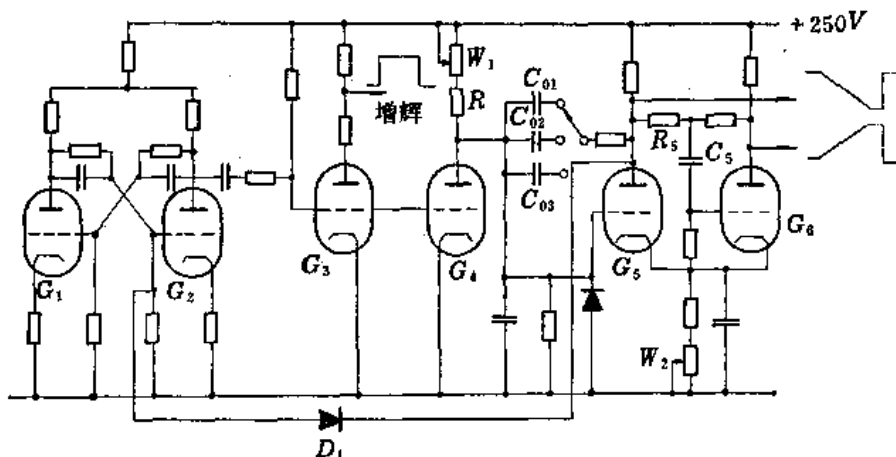 +250V
W₁
增辉
R
C₀₁
C₀₂
C₀₃
R₅
C₅
G₁
G₂
G₃
G₄
G₅
G₆
W₂
D₁